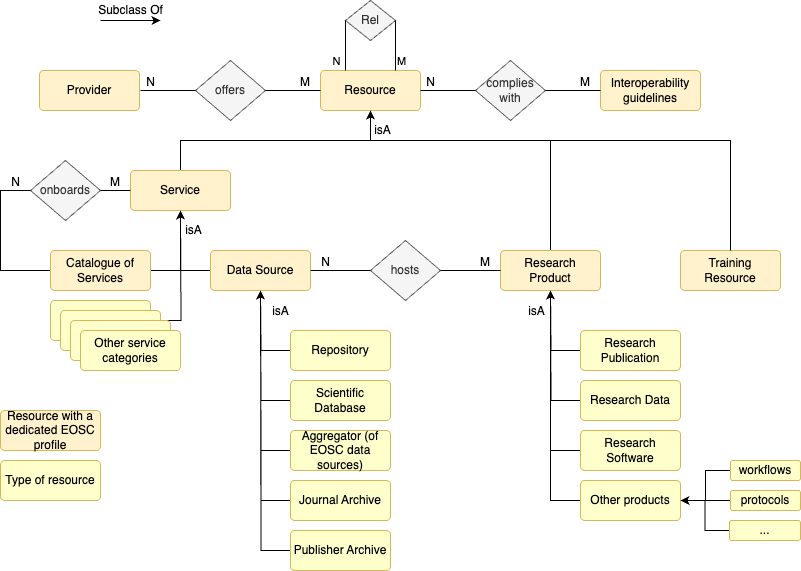 Subclass Of
Rel
N
M
Provider
N
offers
M
Resource
N
complies
with
M
Interoperability
guidelines
isA
N
onboards
M
Service
isA
Catalogue of
Services
Data Source
N
hosts
M
Research
Product
Training
Resource
isA
isA
Other service
categories
Repository
Research
Publication
Scientific
Database
Research Data
Resource with a
dedicated EOSC
profile
Aggregator (of
EOSC data
sources)
Research
Software
Type of resource
Journal Archive
Other products
workflows
protocols
...
Publisher Archive